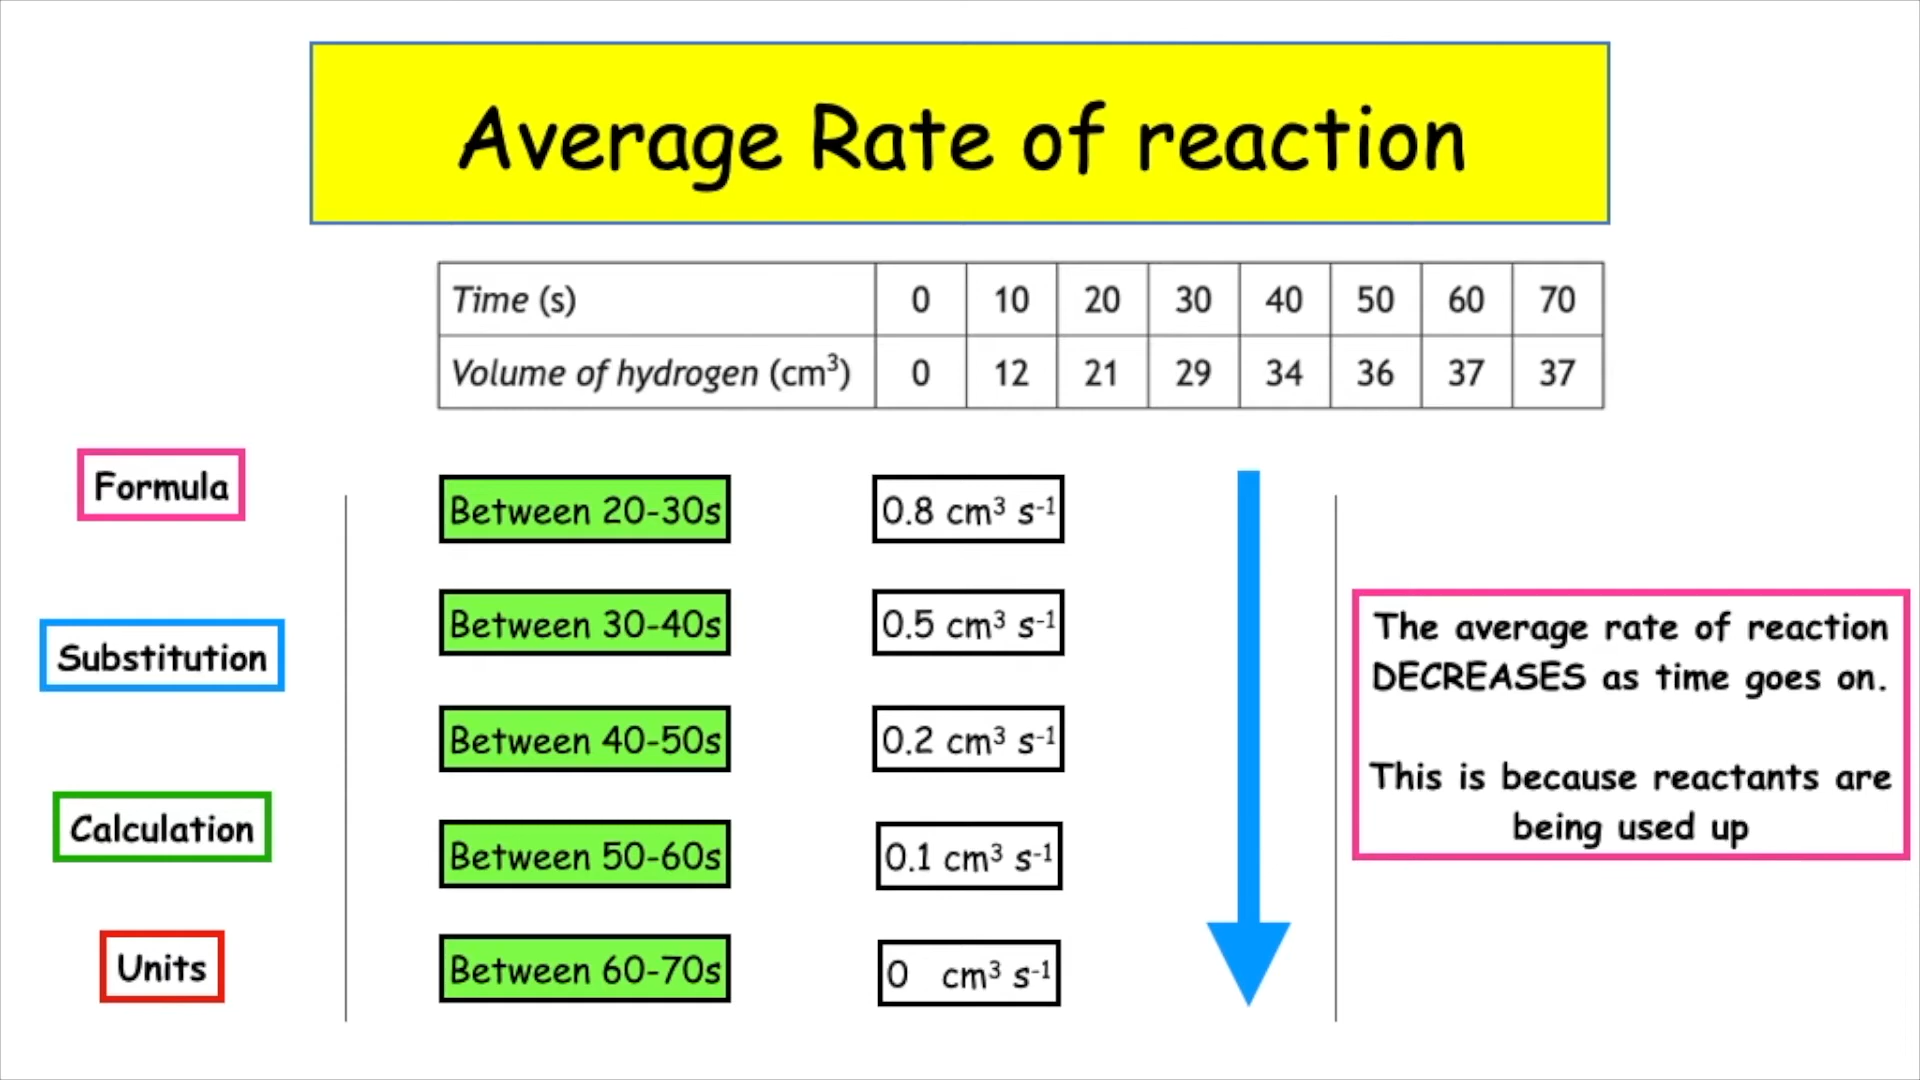 Average Rate of reaction
Time (s) 0 10 20 30 40 50 60 70
Volume of hydrogen (cm³) 0 12 21 29 34 36 37 37
Formula
Substitution
Calculation
Units
Between 20-30s 0.8 cm³ s⁻¹
Between 30-40s 0.5 cm³ s⁻¹
Between 40-50s 0.2 cm³ s⁻¹
Between 50-60s 0.1 cm³ s⁻¹
Between 60-70s 0 cm³ s⁻¹
The average rate of reaction
DECREASES as time goes on.
This is because reactants are
being used up